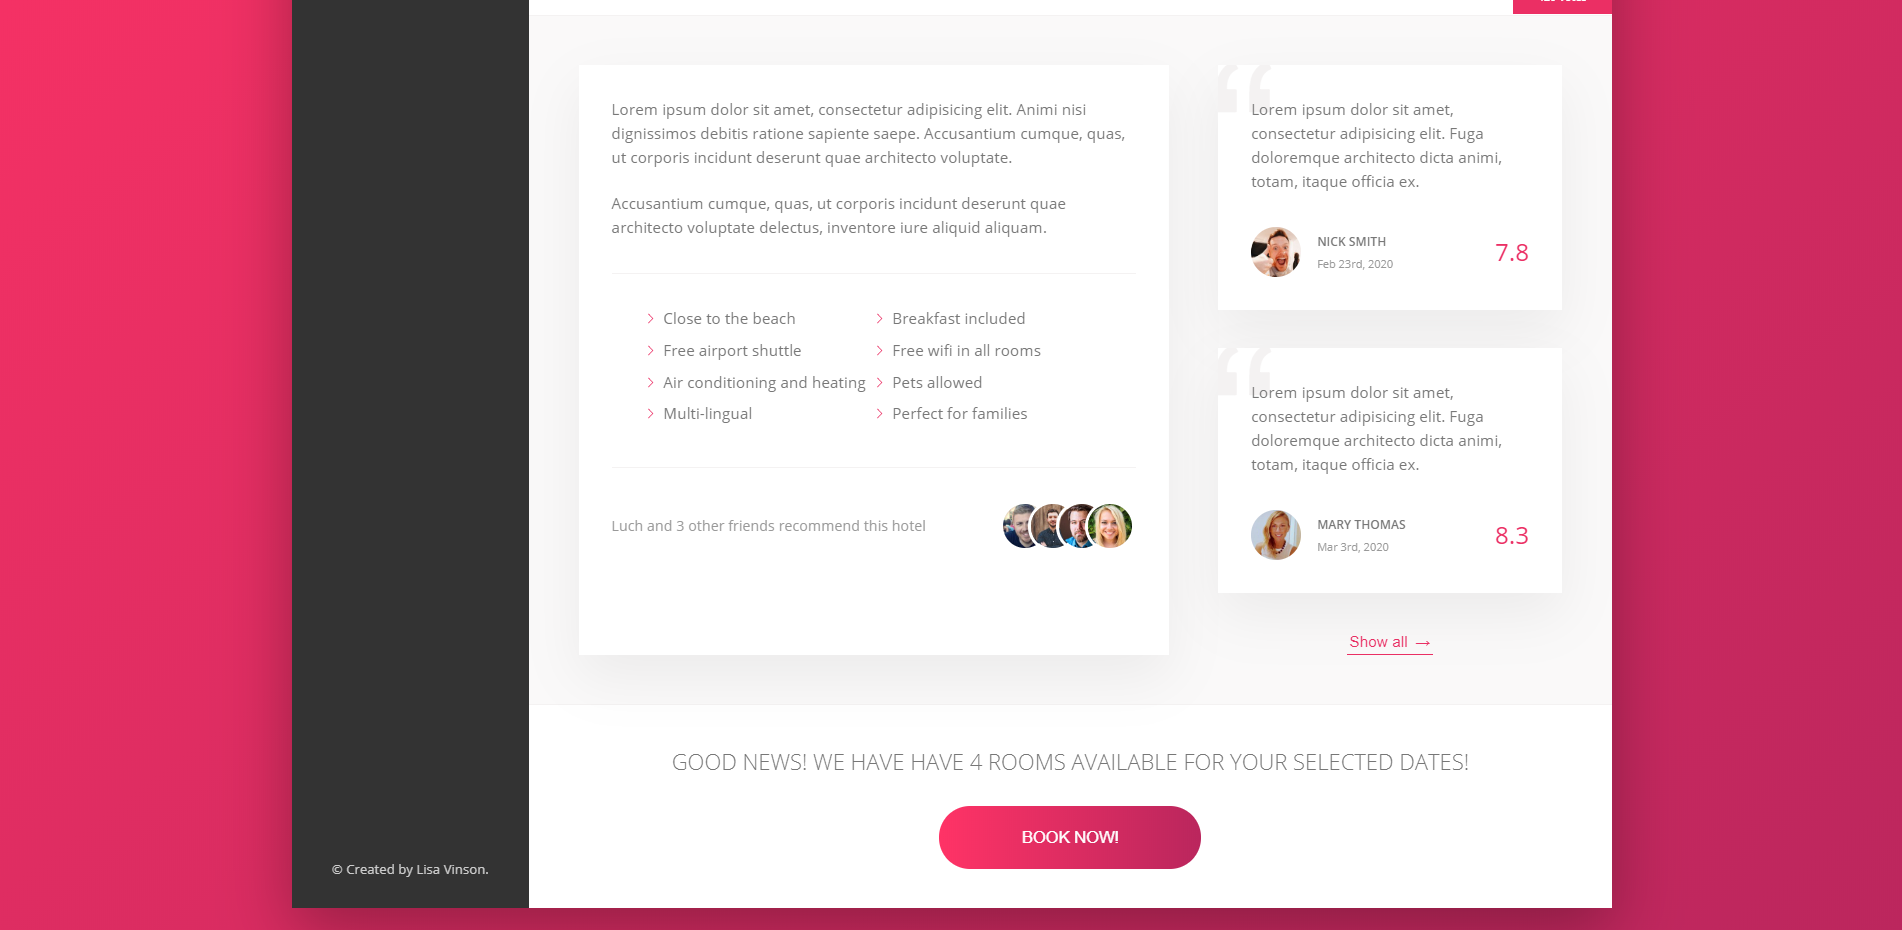 Lorem ipsum dolor sit amet, consectetur adipisicing elit. Animi nisi
dignissimos debitis ratione sapiente saepe. Accusantium cumque, quas,
ut corporis incidunt deserunt quae architecto voluptate.
Accusantium cumque, quas, ut corporis incidunt deserunt quae
architecto voluptate delectus, inventore iure aliquid aliquam.
Close to the beach
Breakfast included
Free airport shuttle
Free wifi in all rooms
Air conditioning and heating
Pets allowed
Multi-lingual
Perfect for families
Luch and 3 other friends recommend this hotel
“
Lorem ipsum dolor sit amet,
consectetur adipisicing elit. Fuga
doloremque architecto dicta animi,
totam, itaque officia ex.
NICK SMITH
Feb 23rd, 2020
7.8
“
Lorem ipsum dolor sit amet,
consectetur adipisicing elit. Fuga
doloremque architecto dicta animi,
totam, itaque officia ex.
MARY THOMAS
Mar 3rd, 2020
8.3
Show all →
GOOD NEWS! WE HAVE HAVE 4 ROOMS AVAILABLE FOR YOUR SELECTED DATES!
BOOK NOW!
© Created by Lisa Vinson.